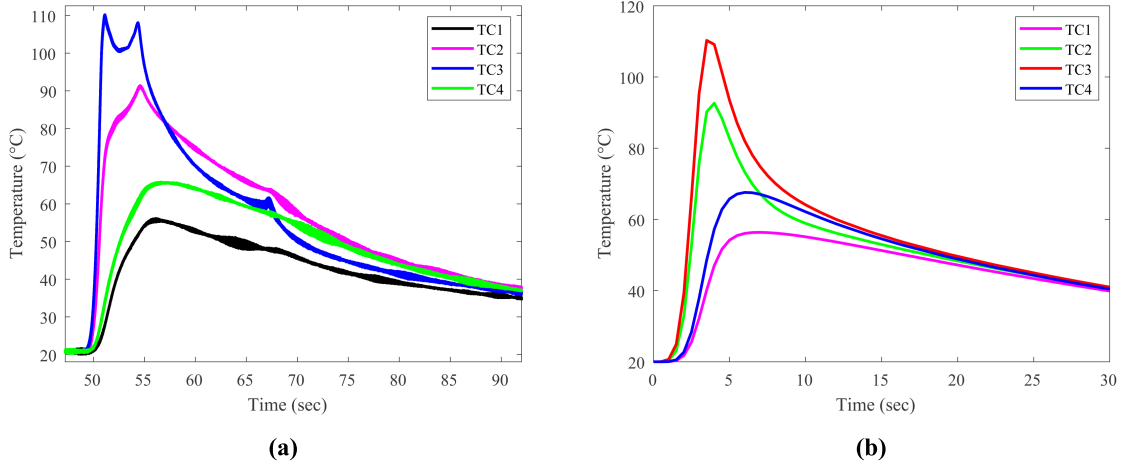 110
100
90
80
70
60
50
40
30
20
Temperature (°C)
50 55 60 65 70 75 80 85 90
Time (sec)
TC1
TC2
TC3
TC4
(a)
120
100
80
60
40
20
Temperature (°C)
0 5 10 15 20 25 30
Time (sec)
TC1
TC2
TC3
TC4
(b)